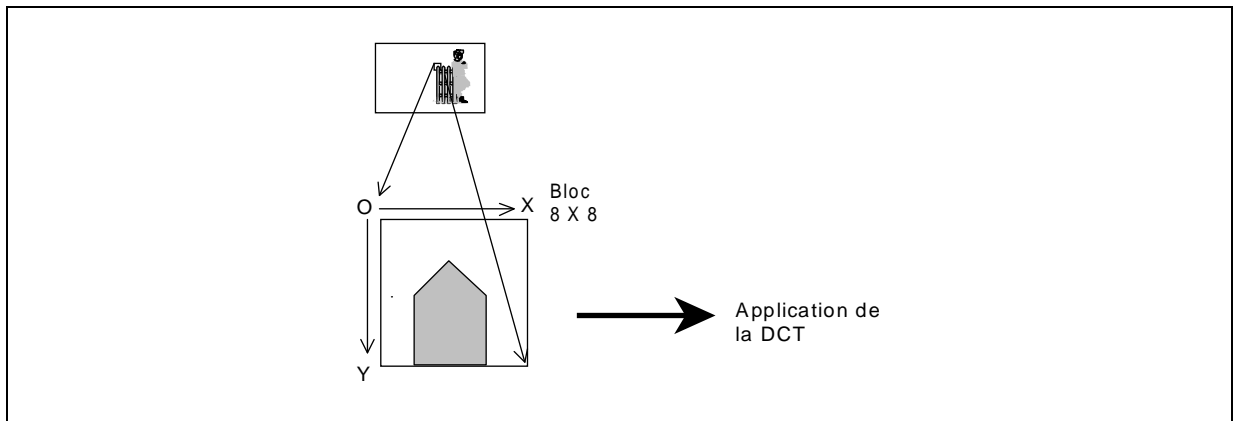 O
X
Bloc
8 X 8
Y
Application de
la DCT